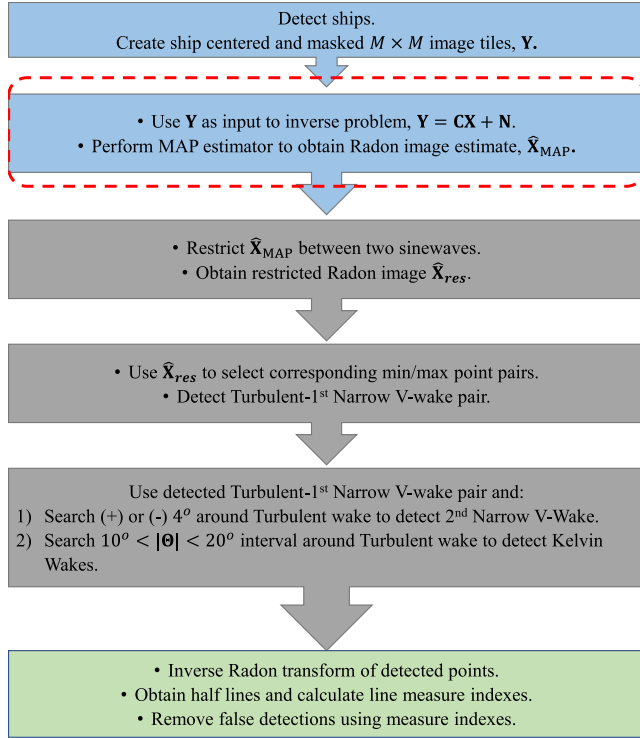 Detect ships.
Create ship centered and masked M × M image tiles, Y.
• Use Y as input to inverse problem, Y = CX + N.
• Perform MAP estimator to obtain Radon image estimate, X̂_MAP.
• Restrict X̂_MAP between two sinewaves.
• Obtain restricted Radon image X̂_res.
• Use X̂_res to select corresponding min/max point pairs.
• Detect Turbulent-1st Narrow V-wake pair.
Use detected Turbulent-1st Narrow V-wake pair and:
1) Search (+) or (-) 4° around Turbulent wake to detect 2nd Narrow V-Wake.
2) Search 10° < |Θ| < 20° interval around Turbulent wake to detect Kelvin
Wakes.
• Inverse Radon transform of detected points.
• Obtain half lines and calculate line measure indexes.
• Remove false detections using measure indexes.